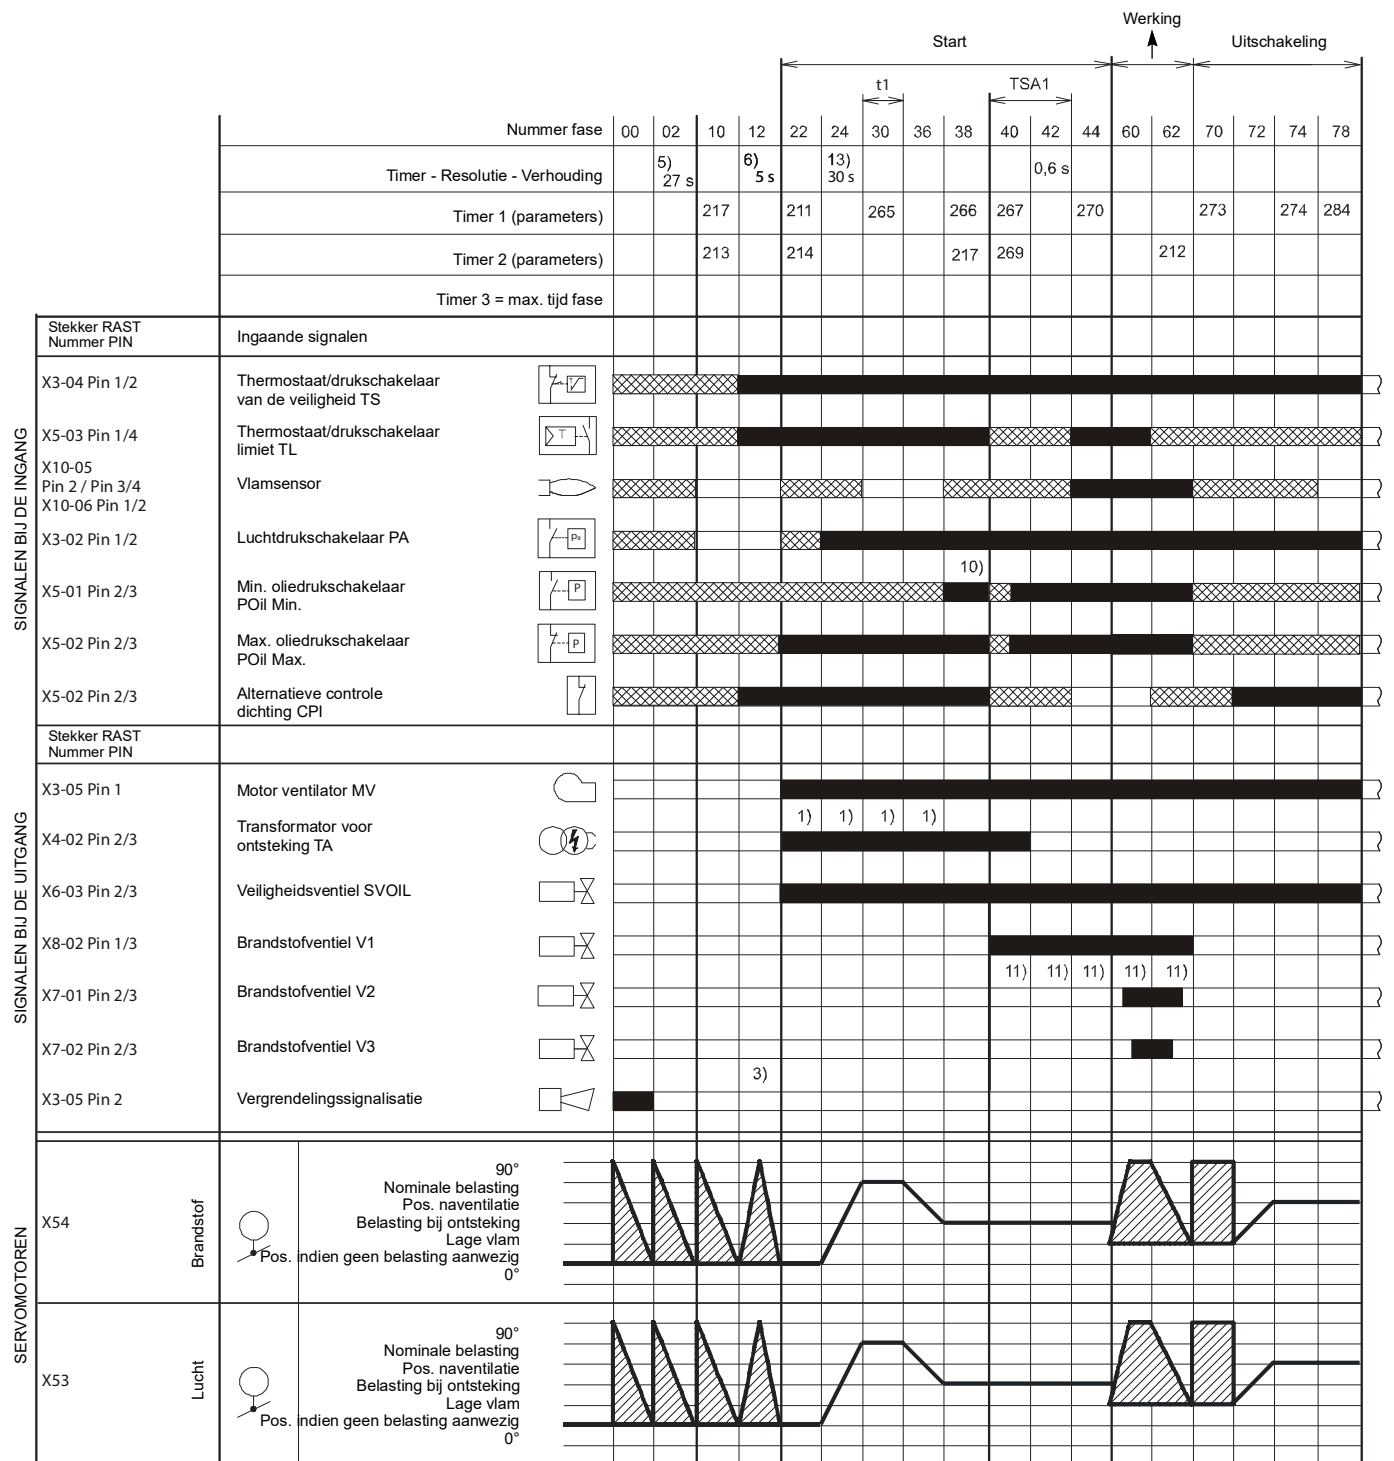 Werking
Start
Uitschakeling
t1
TSA1
Nummer fase 00 02 10 12 22 24 30 36 38 40 42 44 60 62 70 72 74 78
Timer - Resolutie - Verhouding 5) 27 s 6) 5 s 13) 30 s 0,6 s
Timer 1 (parameters) 217 211 265 266 267 270 273 274 284
Timer 2 (parameters) 213 214 217 269 212
Timer 3 = max. tijd fase
Stekker RAST
Nummer PIN
Ingaande signalen
SIGNALEN BIJ DE INGANG
X3-04 Pin 1/2
Thermostaat/drukschakelaar
van de veiligheid TS
X5-03 Pin 1/4
Thermostaat/drukschakelaar
limiet TL
T
X10-05
Pin 2 / Pin 3/4
X10-06 Pin 1/2
Vlamsensor
X3-02 Pin 1/2
Luchtdrukschakelaar PA
Pa
10)
X5-01 Pin 2/3
Min. oliedrukschakelaar
POil Min.
P
X5-02 Pin 2/3
Max. oliedrukschakelaar
POil Max.
P
X5-02 Pin 2/3
Alternatieve controle
dichting CPI
Stekker RAST
Nummer PIN
SIGNALEN BIJ DE UITGANG
X3-05 Pin 1
Motor ventilator MV
1) 1) 1) 1)
X4-02 Pin 2/3
Transformator voor
ontsteking TA
X6-03 Pin 2/3
Veiligheidsventiel SVOIL
X8-02 Pin 1/3
Brandstofventiel V1
11) 11) 11) 11) 11)
X7-01 Pin 2/3
Brandstofventiel V2
X7-02 Pin 2/3
Brandstofventiel V3
3)
X3-05 Pin 2
Vergrendelingssignalisatie
SERVOMOTOREN
X54
Brandstof
90°
Nominale belasting
Pos. naventilatie
Belasting bij ontsteking
Lage vlam
Pos. indien geen belasting aanwezig
0°
X53
Lucht
90°
Nominale belasting
Pos. naventilatie
Belasting bij ontsteking
Lage vlam
Pos. indien geen belasting aanwezig
0°